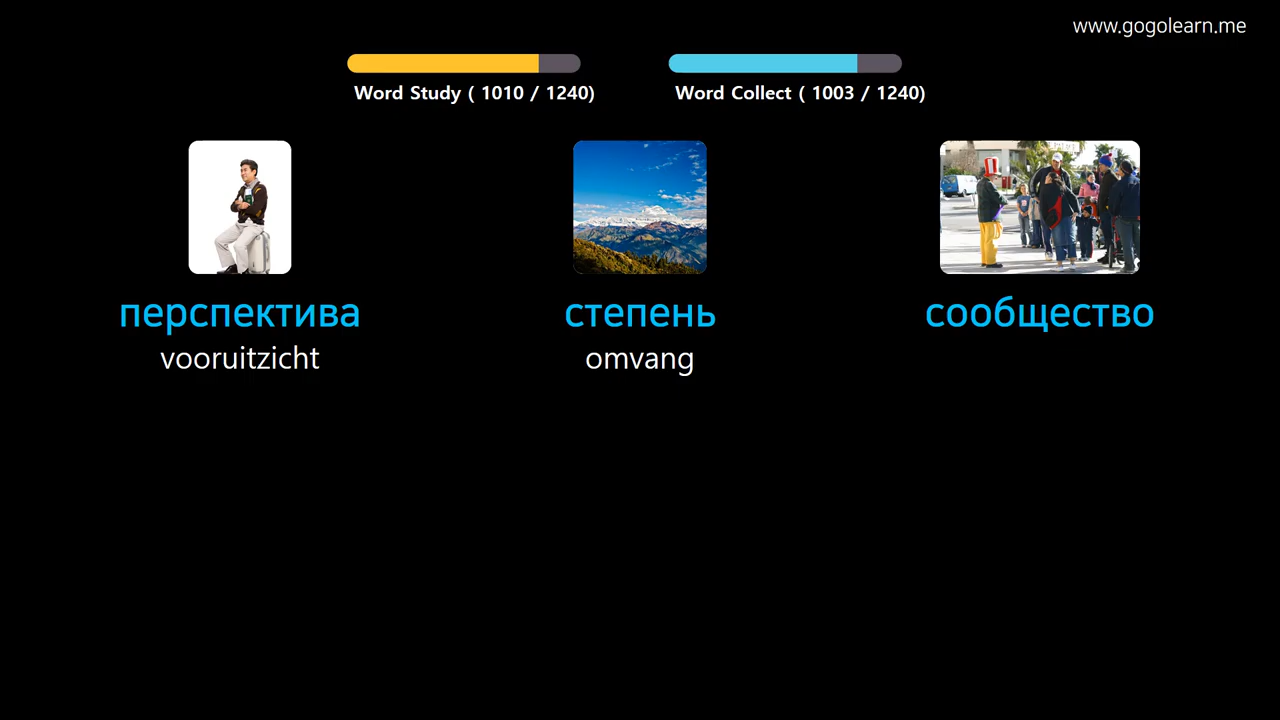 www.gogolearn.me
Word Study ( 1010 / 1240)
Word Collect ( 1003 / 1240)
перспектива
степень
сообщество
vooruitzicht
omvang